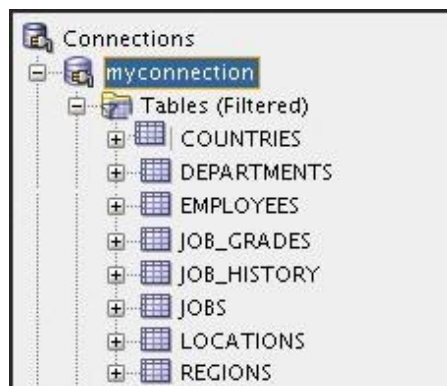 Connections
myconnection
Tables (Filtered)
COUNTRIES
DEPARTMENTS
EMPLOYEES
JOB_GRADES
JOB_HISTORY
JOBS
LOCATIONS
REGIONS